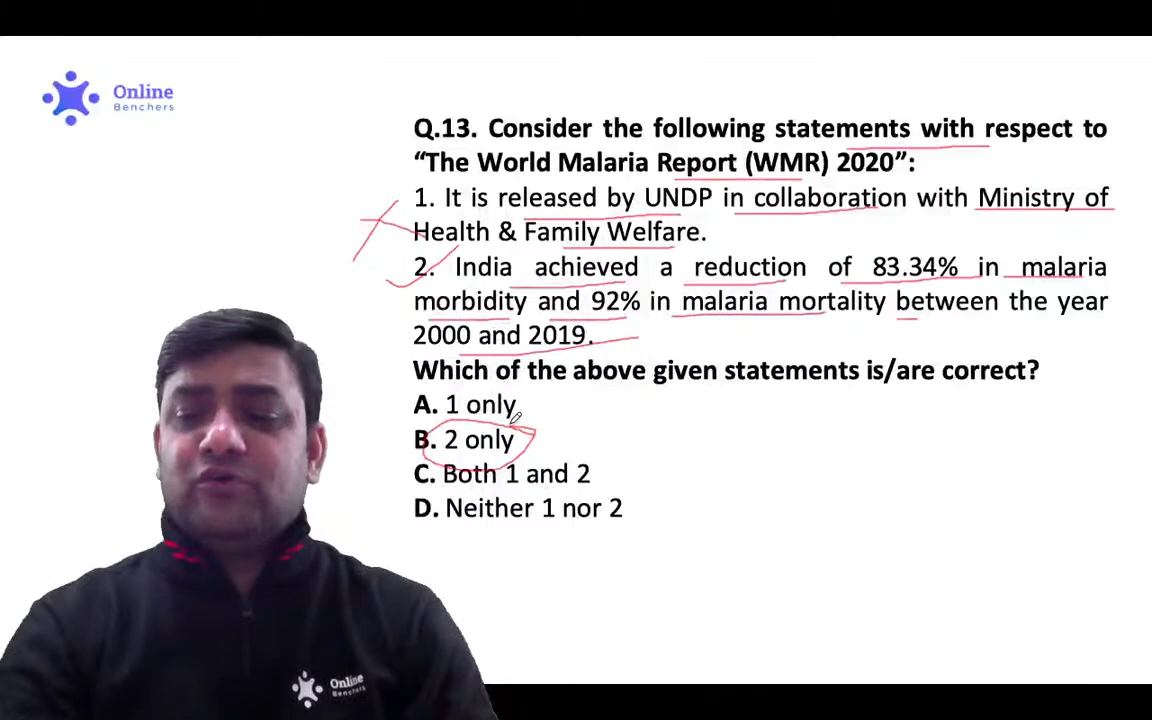 Online
Benchers
Q.13. Consider the following statements with respect to
“The World Malaria Report (WMR) 2020”:
1. It is released by UNDP in collaboration with Ministry of
Health & Family Welfare.
2. India achieved a reduction of 83.34% in malaria
morbidity and 92% in malaria mortality between the year
2000 and 2019.
Which of the above given statements is/are correct?
A. 1 only
B. 2 only
C. Both 1 and 2
D. Neither 1 nor 2
Online
Benchers